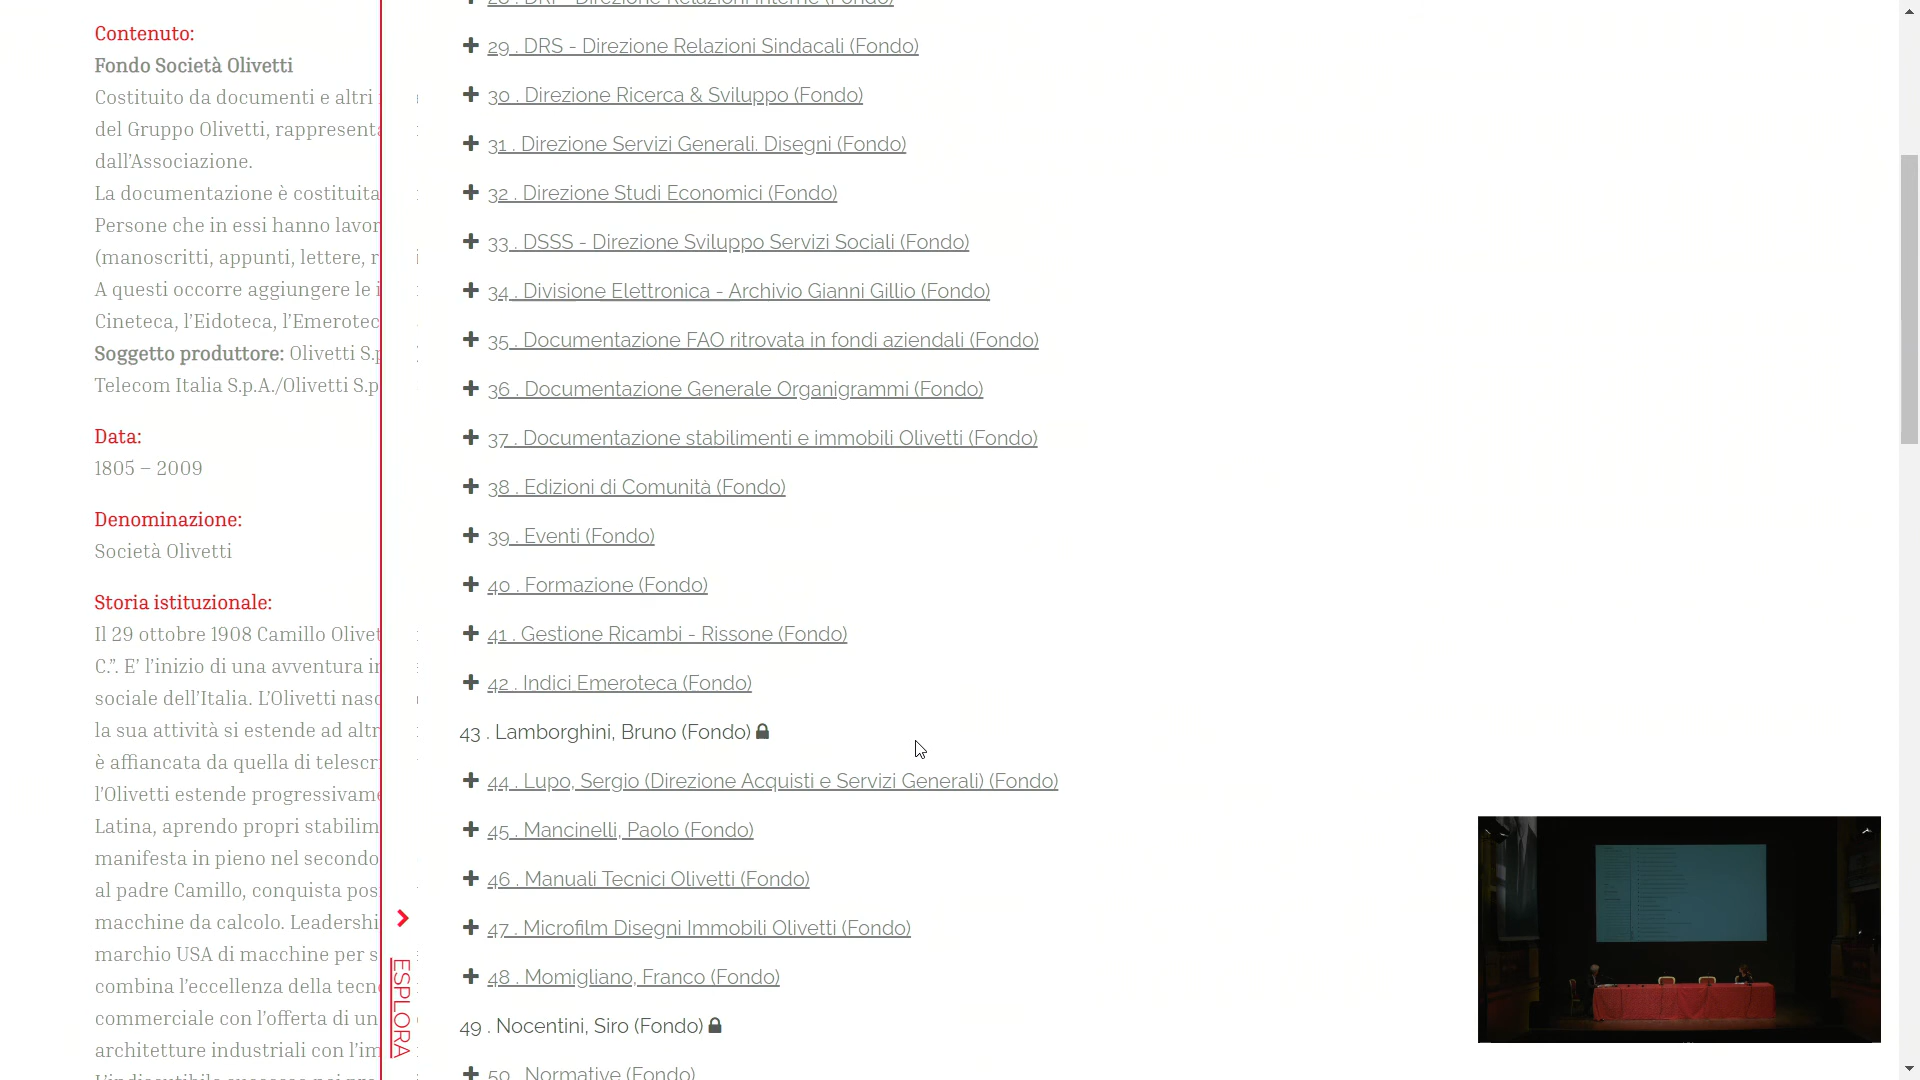 Contenuto:
Fondo Società Olivetti
Costituito da documenti e altri
del Gruppo Olivetti, rappresenta
dall'Associazione.
La documentazione è costituita
Persone che in essi hanno lavor
(manoscritti, appunti, lettere, r
A questi occorre aggiungere le i
Cineteca, l'Eidoteca, l'Emerotec
Soggetto produttore: Olivetti S.p
Telecom Italia S.p.A./Olivetti S.p
Data:
1805 – 2009
Denominazione:
Società Olivetti
Storia istituzionale:
Il 29 ottobre 1908 Camillo Olivet
C.”. E’ l’inizio di una avventura in
sociale dell’Italia. L’Olivetti nasc
la sua attività si estende ad altr
è affiancata da quella di telescr
l’Olivetti estende progressivame
Latina, aprendo propri stabilim
manifesta in pieno nel secondo
al padre Camillo, conquista pos
macchine da calcolo. Leadershi
marchio USA di macchine per s
combina l’eccellenza della tecno
commerciale con l’offerta di un
architetture industriali con l’im
ESPLORA
28 . DRI - Direzione Relazioni Interne (Fondo)
29 . DRS - Direzione Relazioni Sindacali (Fondo)
30 . Direzione Ricerca & Sviluppo (Fondo)
31 . Direzione Servizi Generali. Disegni (Fondo)
32 . Direzione Studi Economici (Fondo)
33 . DSSS - Direzione Sviluppo Servizi Sociali (Fondo)
34 . Divisione Elettronica - Archivio Gianni Gillio (Fondo)
35 . Documentazione FAO ritrovata in fondi aziendali (Fondo)
36 . Documentazione Generale Organigrammi (Fondo)
37 . Documentazione stabilimenti e immobili Olivetti (Fondo)
38 . Edizioni di Comunità (Fondo)
39 . Eventi (Fondo)
40 . Formazione (Fondo)
41 . Gestione Ricambi - Rissone (Fondo)
42 . Indici Emeroteca (Fondo)
43 . Lamborghini, Bruno (Fondo)
44 . Lupo, Sergio (Direzione Acquisti e Servizi Generali) (Fondo)
45 . Mancinelli, Paolo (Fondo)
46 . Manuali Tecnici Olivetti (Fondo)
47 . Microfilm Disegni Immobili Olivetti (Fondo)
48 . Momigliano, Franco (Fondo)
49 . Nocentini, Siro (Fondo)
50 . Normative (Fondo)